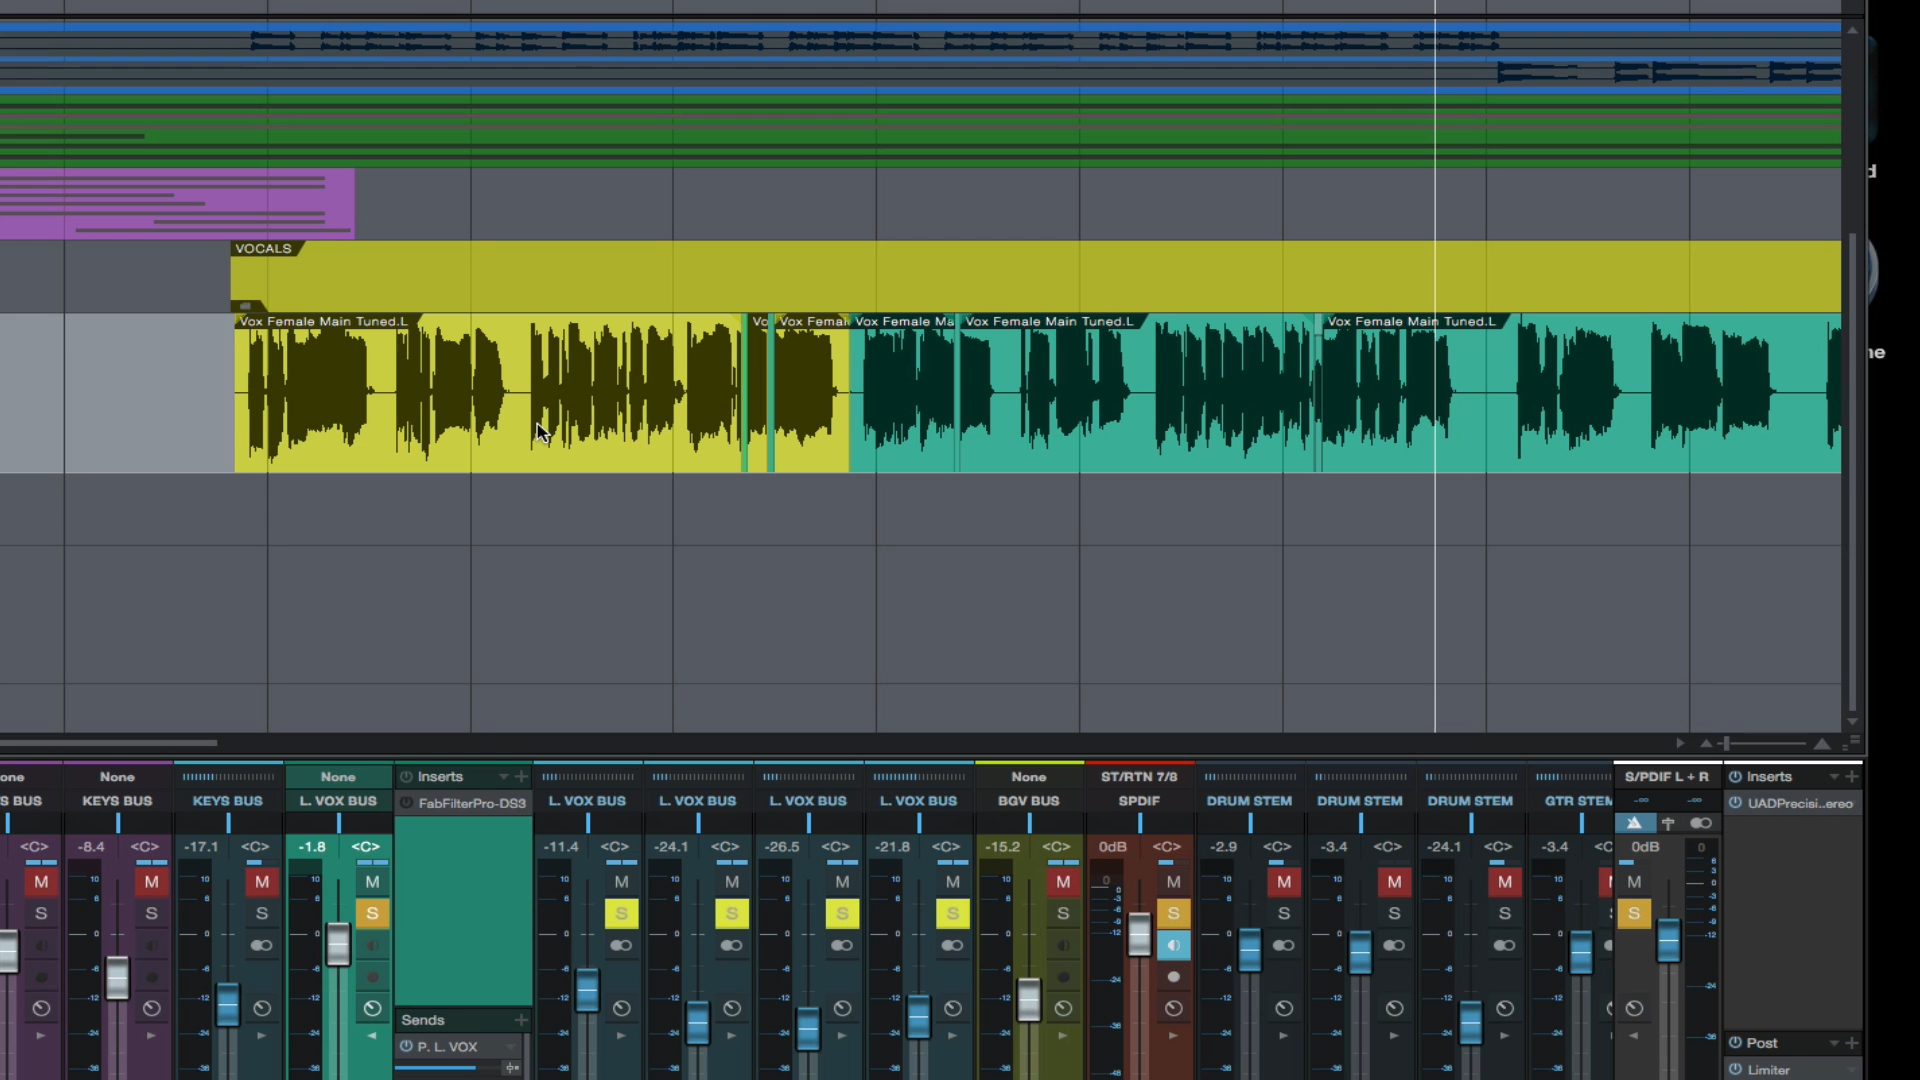 d
VOCALS
ne
Vox Female Main Tuned.L
Vo
Vox Femal
Vox Female Ma
Vox Female Main Tuned.L
Vox Female Main Tuned.L
one
None
None
Inserts
None
ST/RTN 7/8
S/PDIF L + R
Inserts
S BUS
KEYS BUS
KEYS BUS
L. VOX BUS
FabFilterPro-DS3
L. VOX BUS
L. VOX BUS
L. VOX BUS
L. VOX BUS
BGV BUS
SPDIF
DRUM STEM
DRUM STEM
DRUM STEM
GTR STEM
-∞ -∞
UADPrecisi..ereo
<C>
-8.4 <C>
-17.1 <C>
-1.8 <C>
-11.4 <C>
-24.1 <C>
-26.5 <C>
-21.8 <C>
-15.2 <C>
0dB <C>
-2.9 <C>
-3.4 <C>
-24.1 <C>
-3.4 <C
0dB 0
M M M M M M M M M M M M M M
S S S S S S S S S S S S S S
Sends
P. L. VOX
Post
Limiter